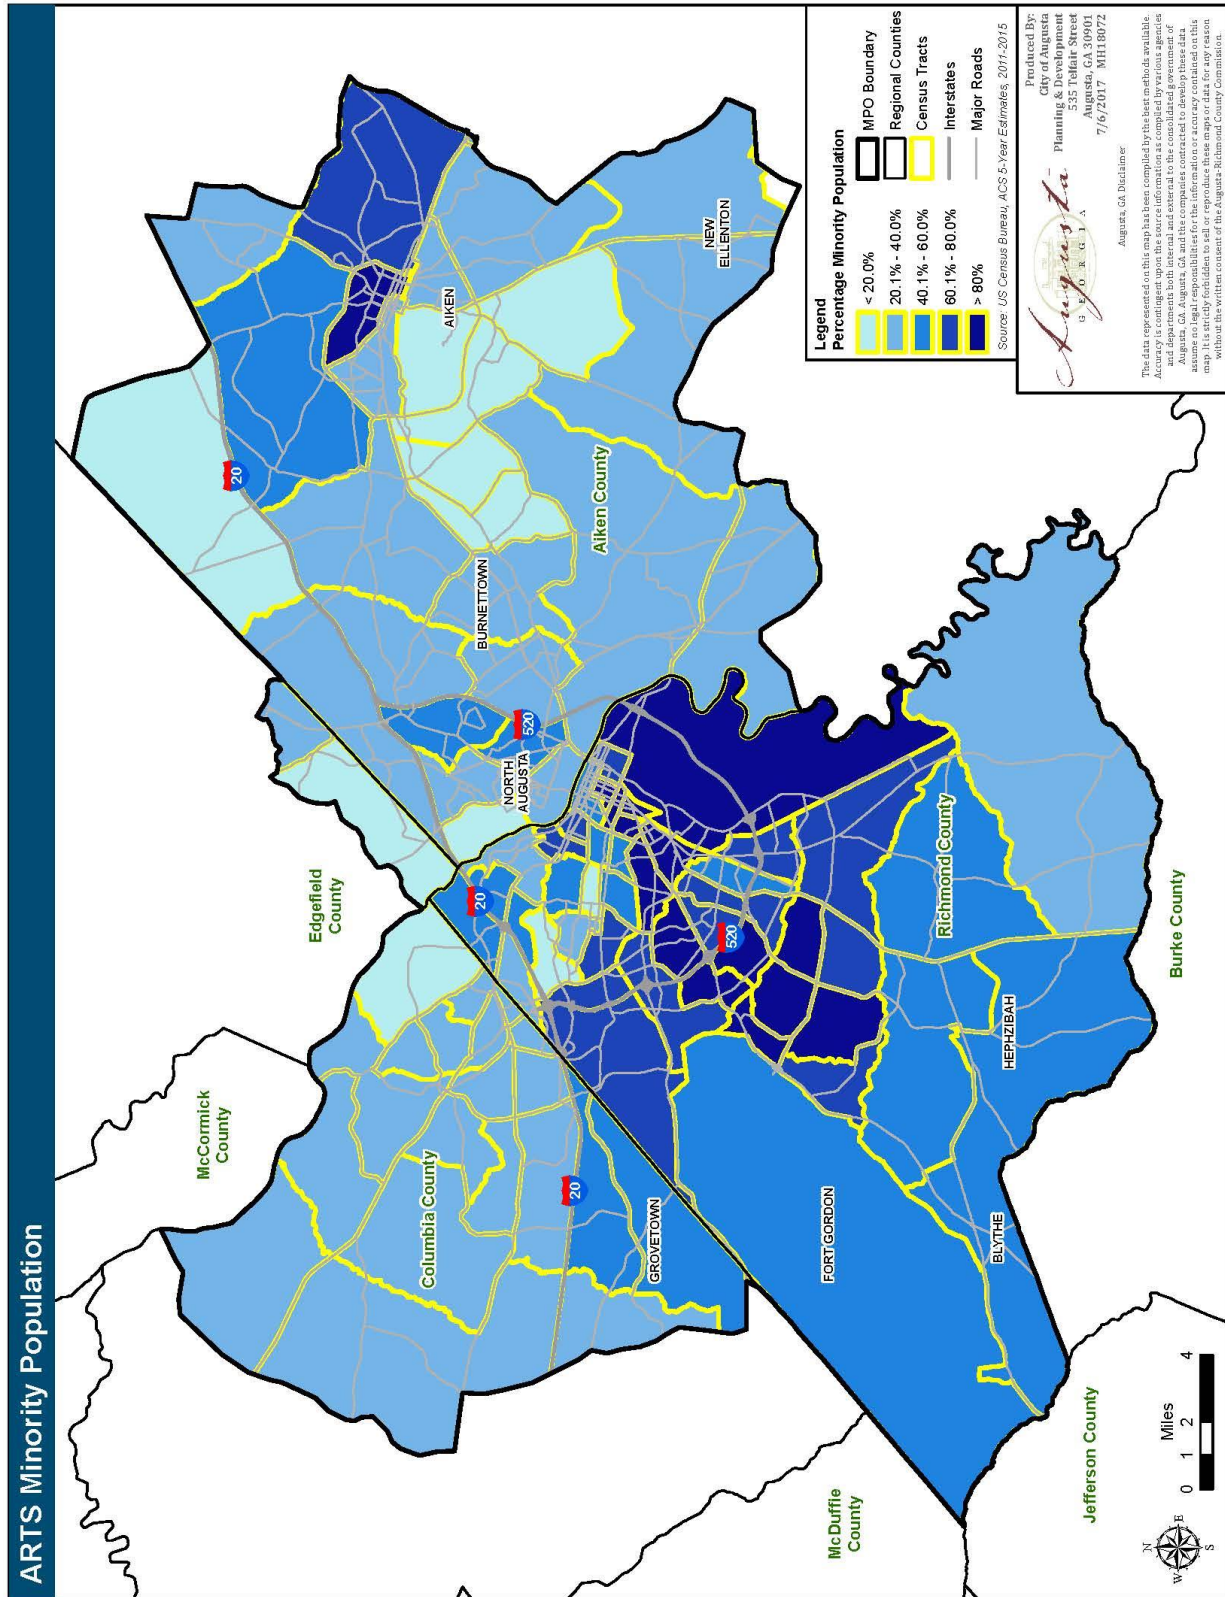 ARTS Minority Population
McCormick
County
Edgefield
County
Columbia County
20
20
20
520
NORTH
AUGUSTA
BURNETTOWN
AIKEN
NEW
ELLENTON
Aiken County
GROVETOWN
520
FORT GORDON
Richmond County
HEPHZIBAH
BLYTHE
McDuffie
County
Jefferson County
Burke County
N
W
E
S
Miles
0 1 2 4
Legend
Percentage Minority Population
< 20.0%
20.1% - 40.0%
40.1% - 60.0%
60.1% - 80.0%
> 80%
MPO Boundary
Regional Counties
Census Tracts
Interstates
Major Roads
Source: US Census Bureau, ACS 5-Year Estimates, 2011-2015
Augusta
GEORGIA
Produced By:
City of Augusta
Planning & Development
535 Telfair Street
Augusta, GA 30901
7/6/2017 MH18072
Augusta, GA Disclaimer
The data represented on this map has been compiled by the best methods available.
Accuracy is contingent upon the source information as compiled by various agencies
and departments both internal and external to the consolidated government of
Augusta, GA. Augusta, GA and the companies contracted to develop these data
assume no legal responsibilities for the information or accuracy contained on this
map. It is strictly forbidden to sell or reproduce these maps or data for any reason
without the written consent of the Augusta-Richmond County Commission.